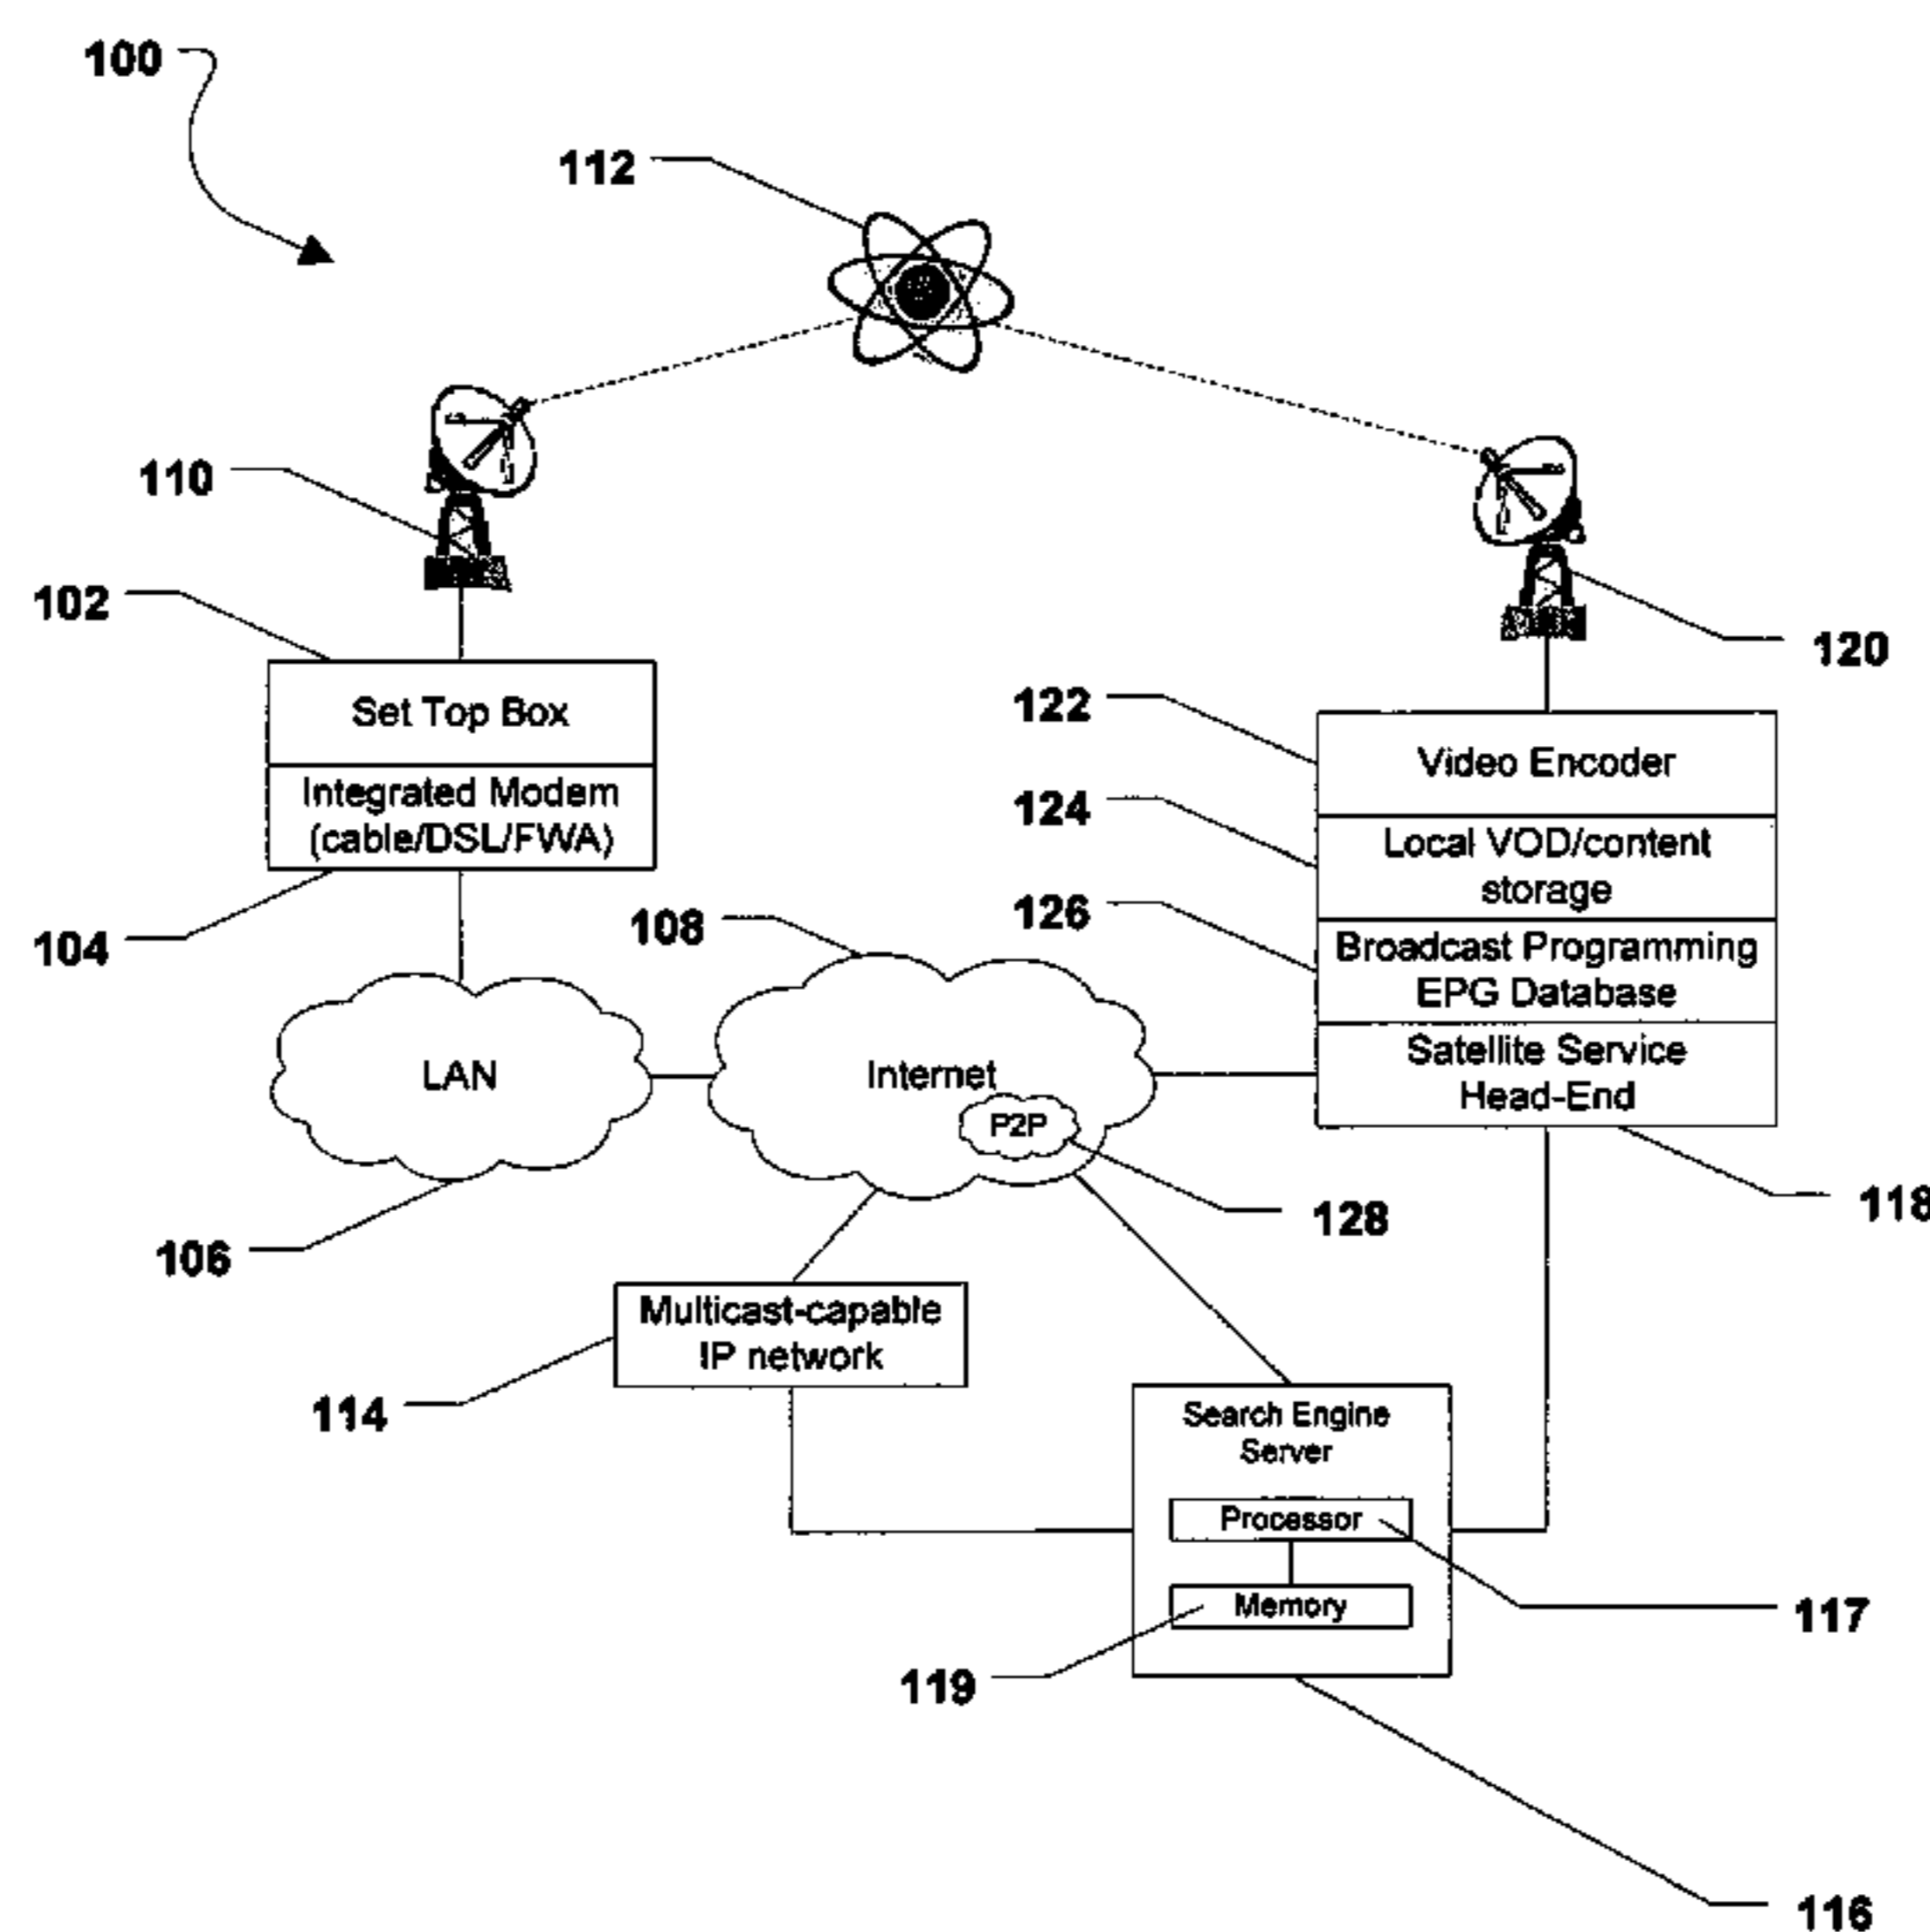 100
112
110
102
120
Set Top Box
122
Video Encoder
Integrated Modem
(cable/DSL/FWA)
124
Local VOD/content
storage
104
108
126
Broadcast Programming
EPG Database
LAN
Internet
P2P
Satellite Service
Head-End
106
128
118
Multicast-capable
IP network
114
Search Engine
Server
Processor
Memory
117
119
116